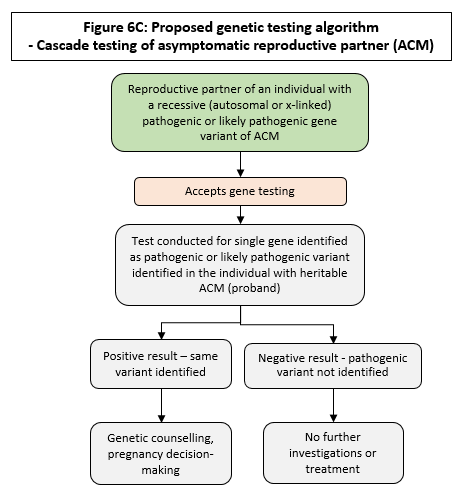 Figure 6C: Proposed genetic testing algorithm
- Cascade testing of asymptomatic reproductive partner (ACM)
Reproductive partner of an individual with
a recessive (autosomal or x-linked)
pathogenic or likely pathogenic gene
variant of ACM
Accepts gene testing
Test conducted for single gene identified
as pathogenic or likely pathogenic variant
identified in the individual with heritable
ACM (proband)
Positive result – same
variant identified
Negative result - pathogenic
variant not identified
Genetic counselling,
pregnancy decision-
making
No further
investigations or
treatment